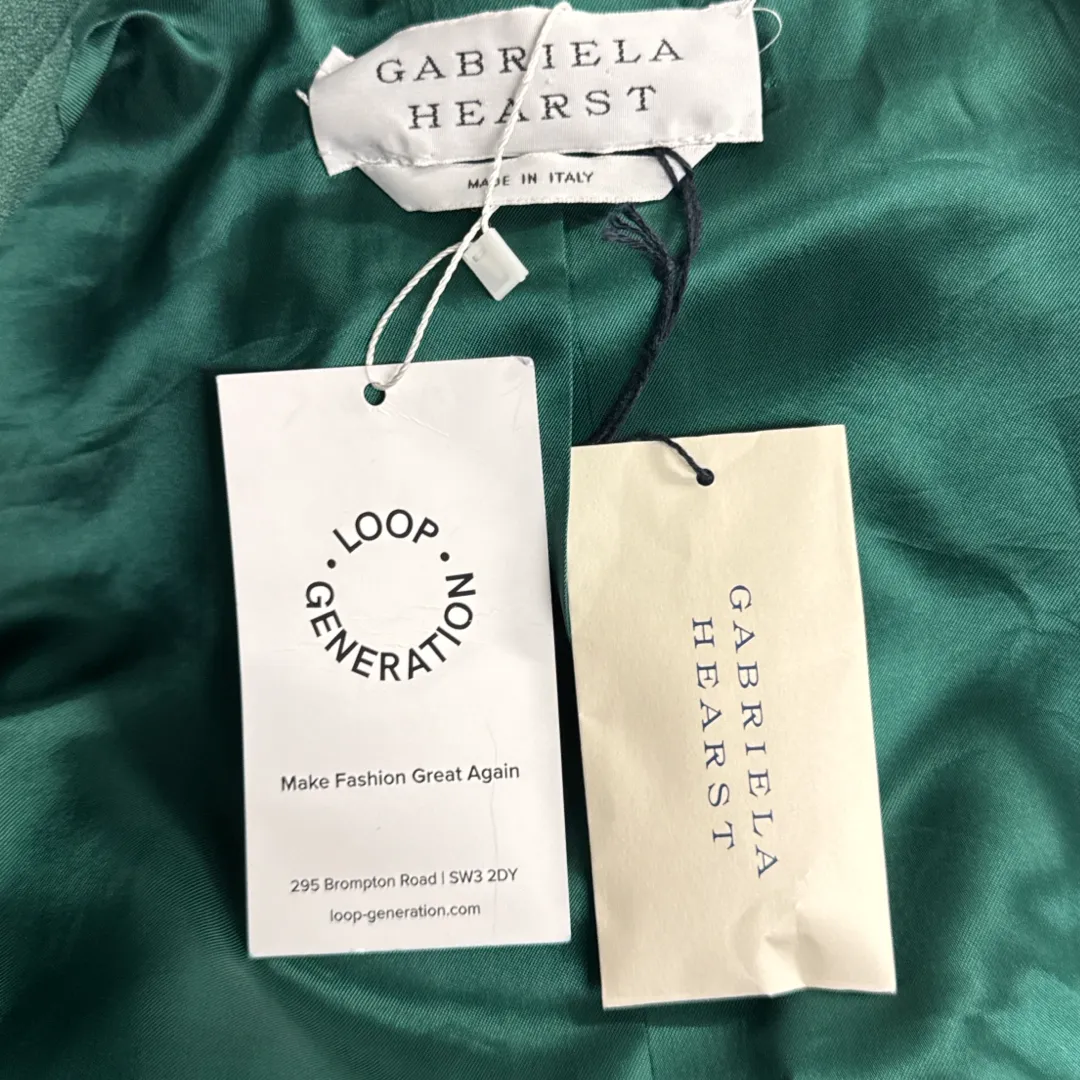 GABRIELA
HEARST
MADE IN ITALY
• LOOP •
GENERATION
Make Fashion Great Again
295 Brompton Road | SW3 2DY
loop-generation.com
GABRIELA
HEARST